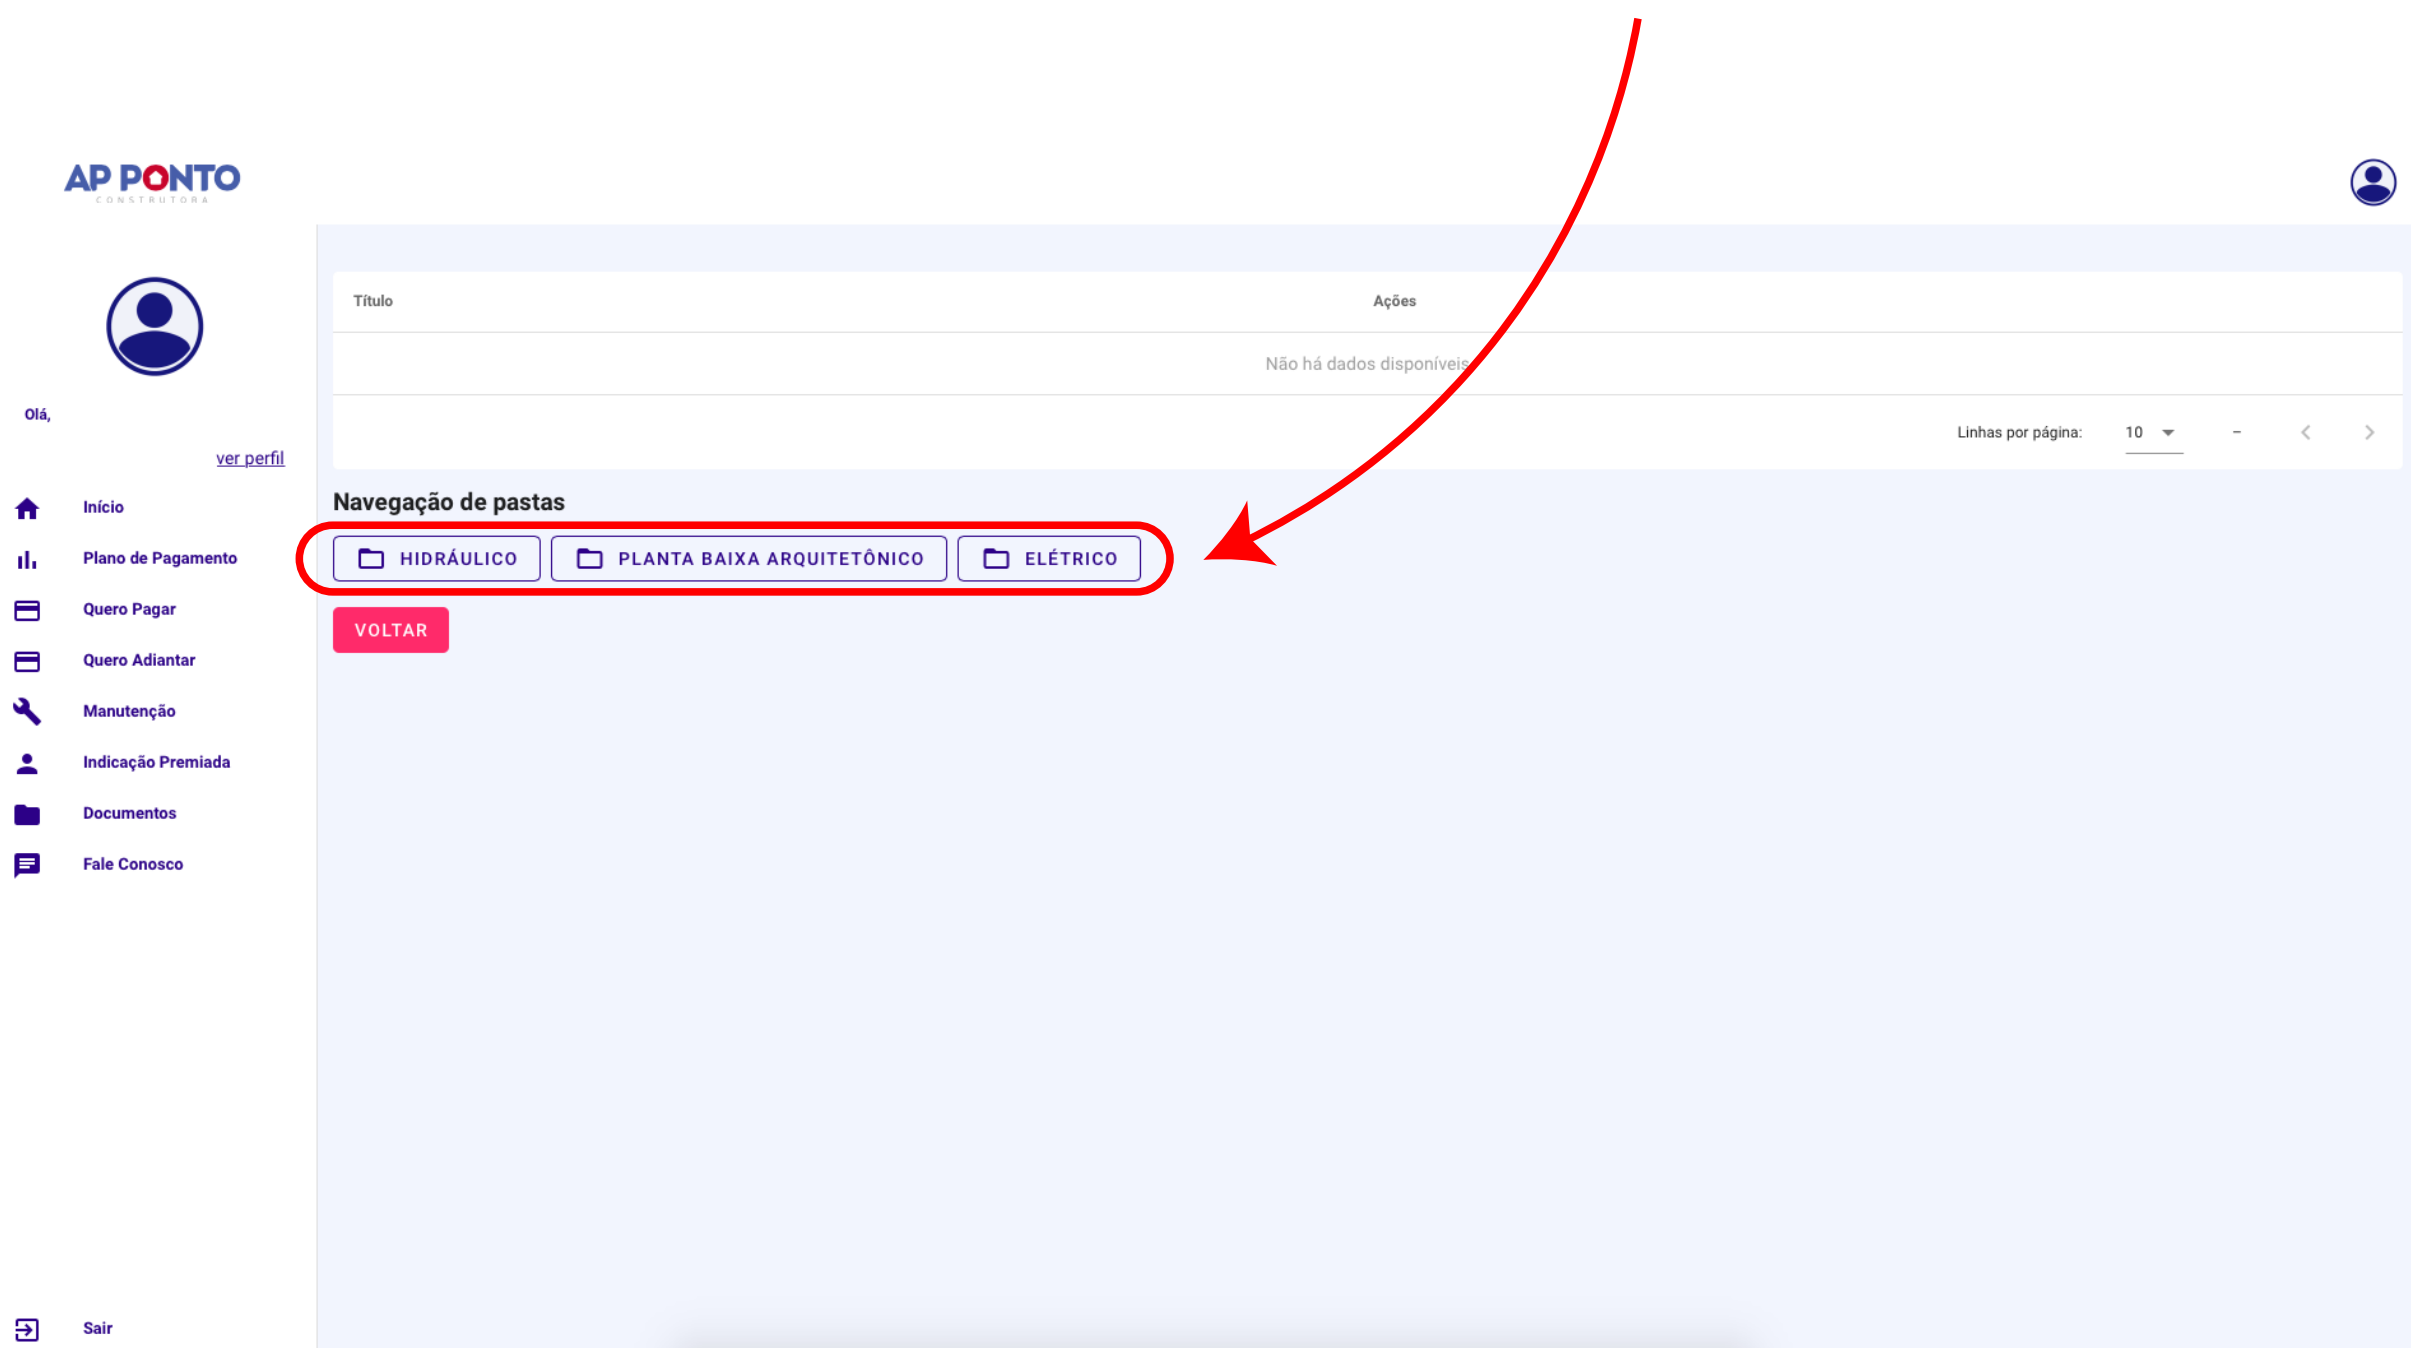 AP PONTO
CONSTRUTORA
Título
Ações
Não há dados disponíveis
Olá,
Linhas por página: 10 –
ver perfil
Navegação de pastas
Início
HIDRÁULICO
PLANTA BAIXA ARQUITETÔNICO
ELÉTRICO
Plano de Pagamento
Quero Pagar
VOLTAR
Quero Adiantar
Manutenção
Indicação Premiada
Documentos
Fale Conosco
Sair